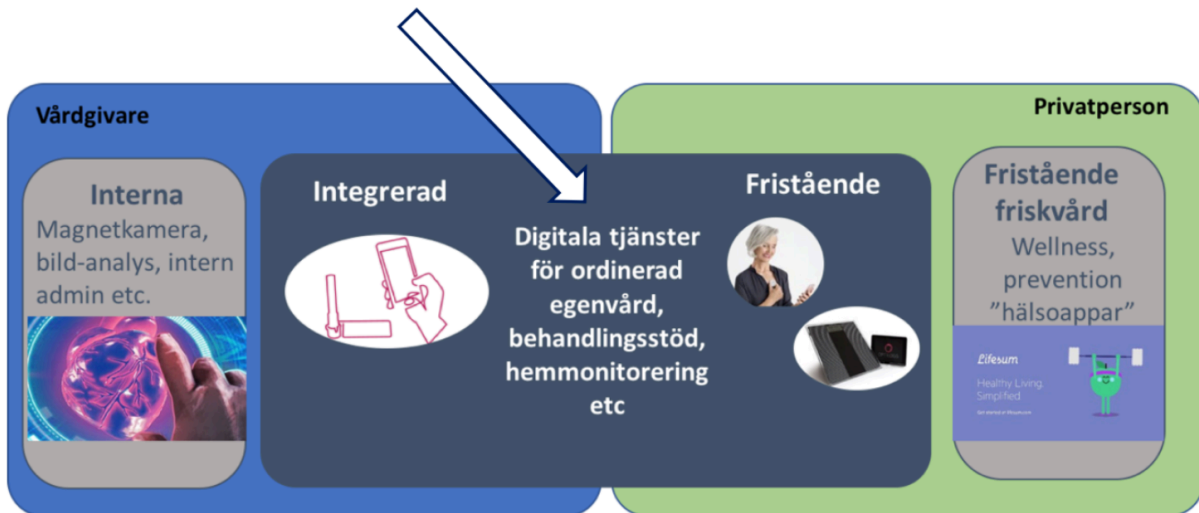 Vårdgivare
Privatperson
Interna
Magnetkamera,
bild-analys, intern
admin etc.
Integrerad
Digitala tjänster
för ordinerad
egenvård,
behandlingsstöd,
hemmonitorering
etc
Fristående
Fristående
friskvård
Wellness,
prevention
”hälsoappar”
Lifesum
Healthy Living.
Simplified